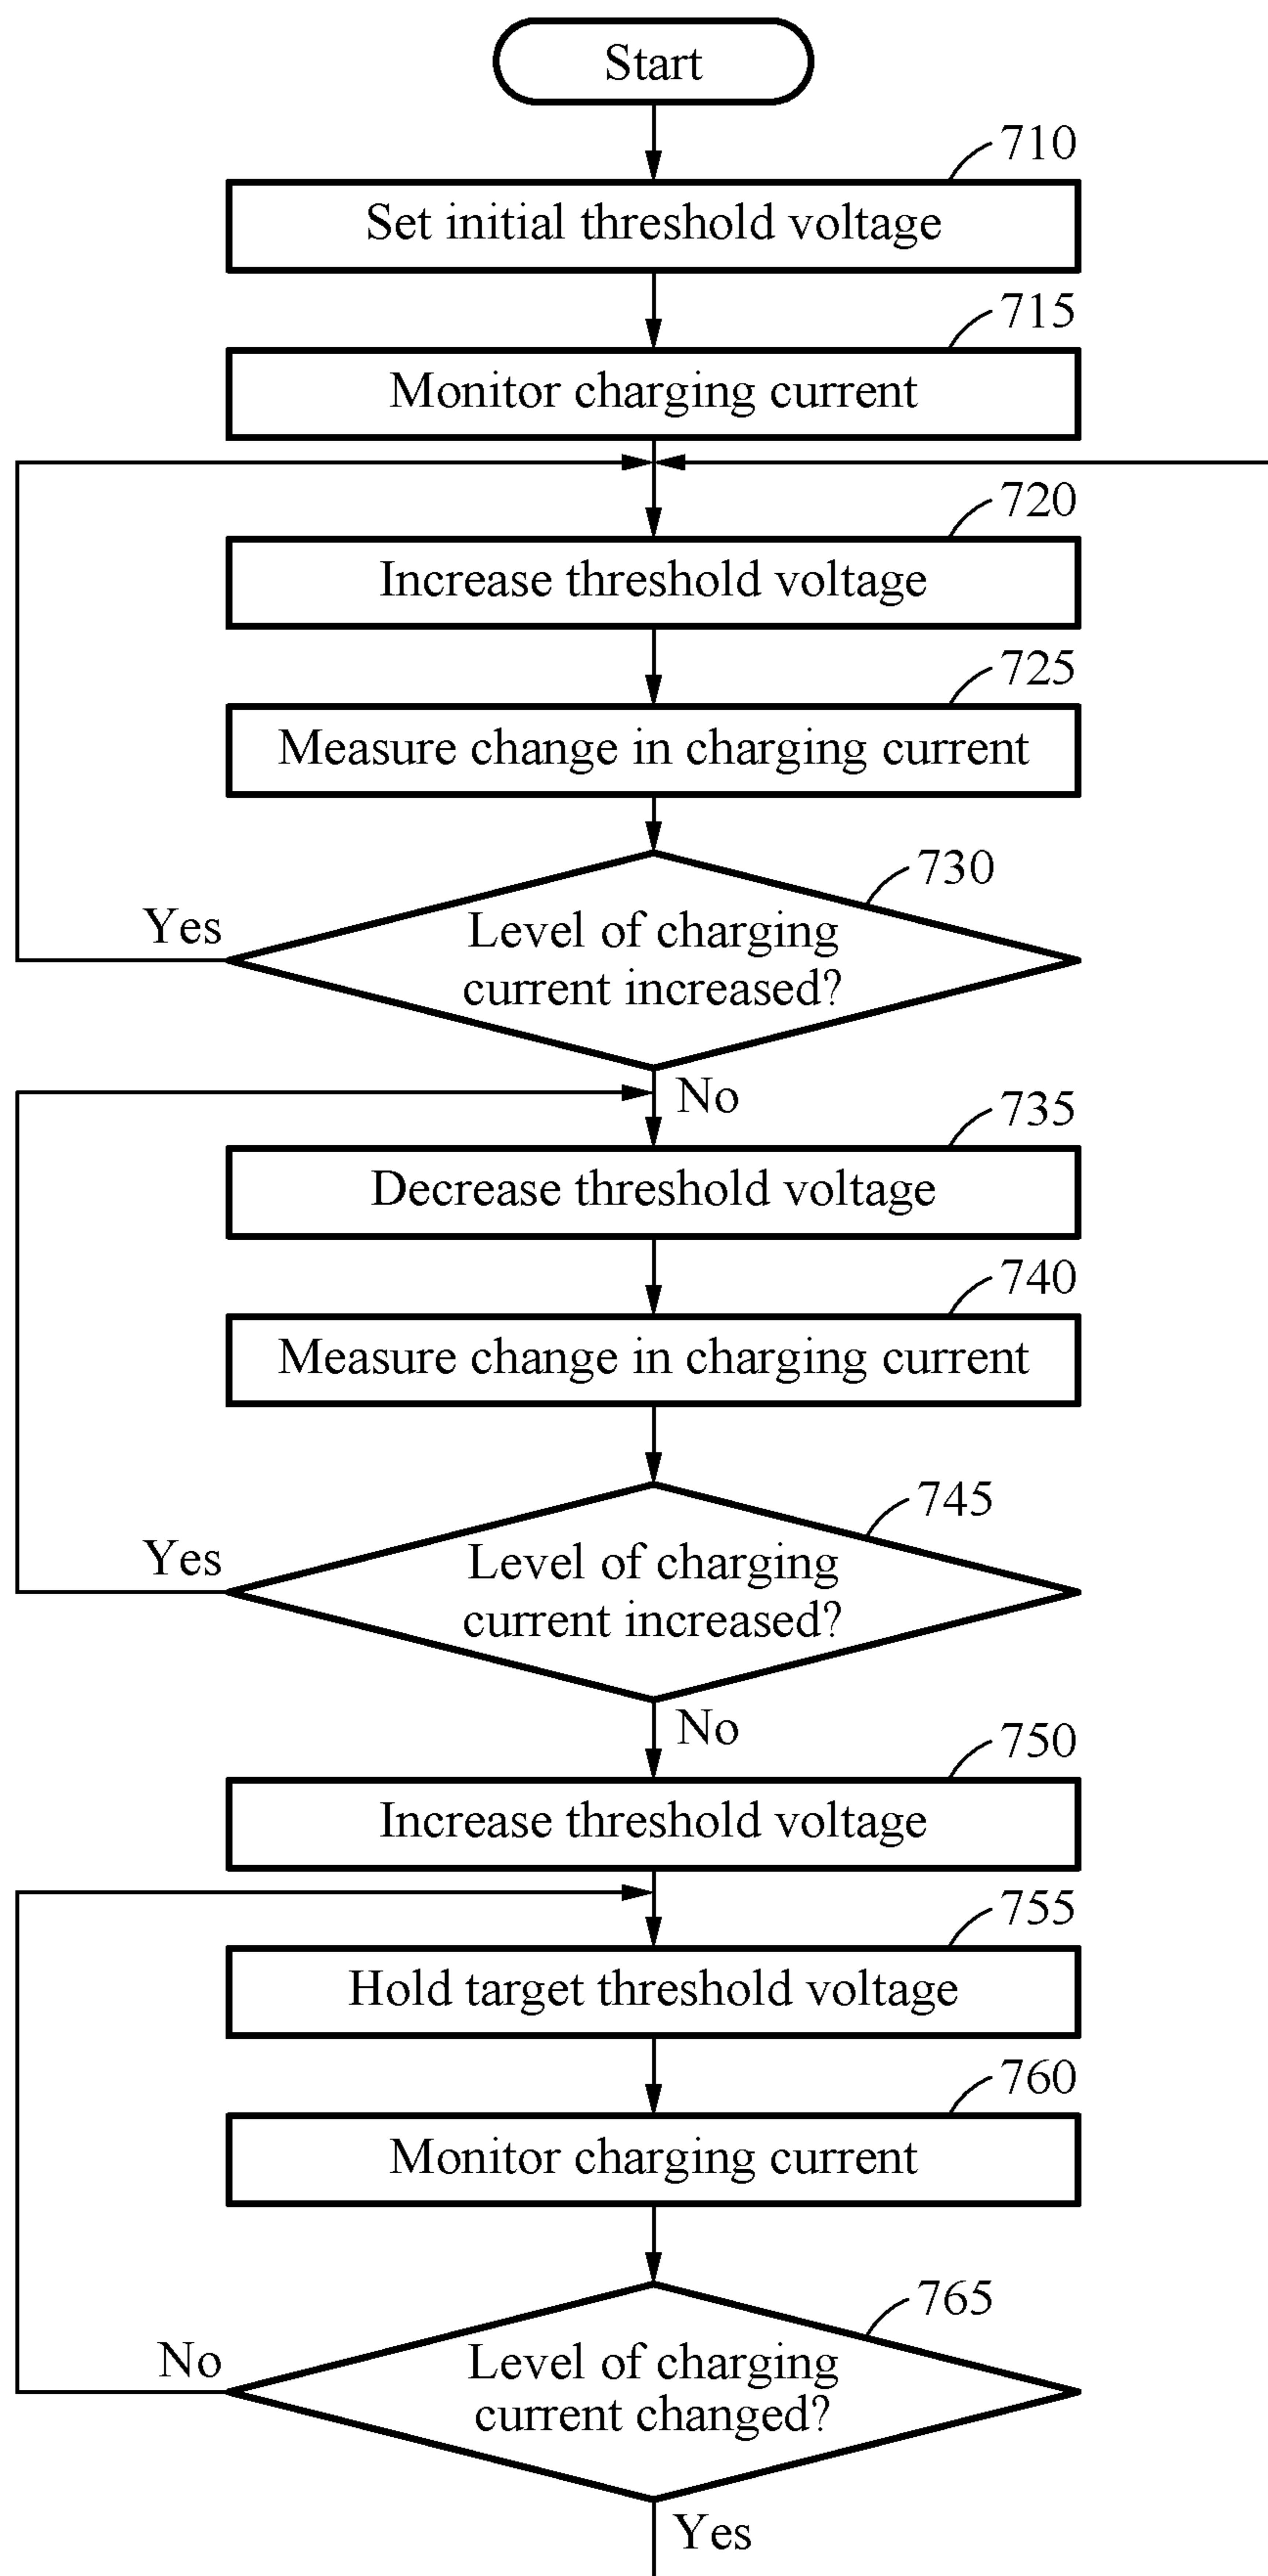 Start
710
Set initial threshold voltage
715
Monitor charging current
720
Increase threshold voltage
725
Measure change in charging current
730
Level of charging
current increased?
Yes
No
735
Decrease threshold voltage
740
Measure change in charging current
745
Level of charging
current increased?
Yes
No
750
Increase threshold voltage
755
Hold target threshold voltage
760
Monitor charging current
765
Level of charging
current changed?
No
Yes